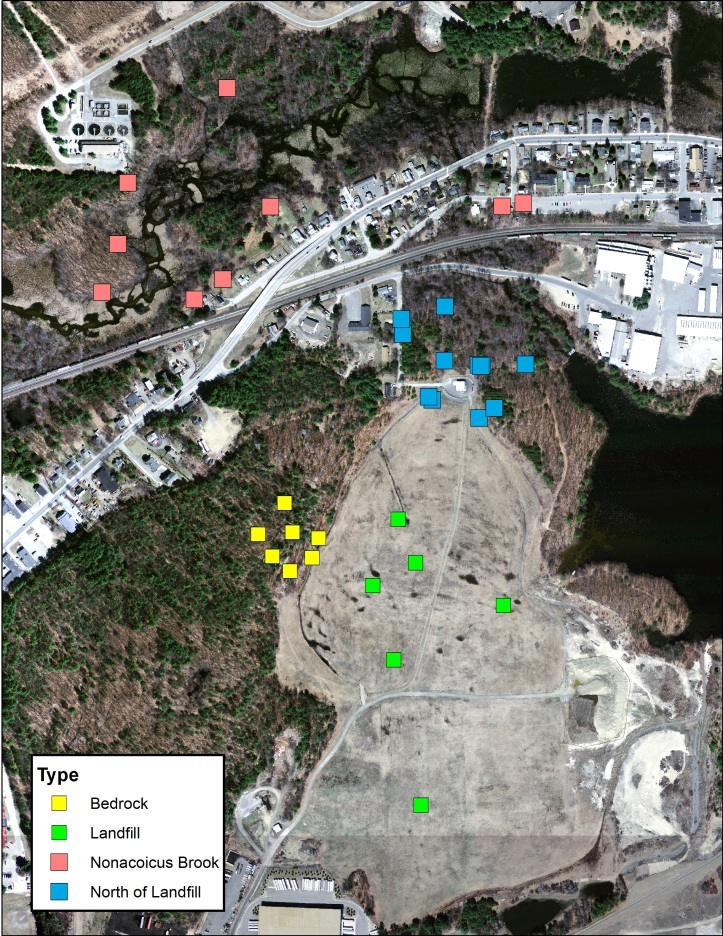 Type
Bedrock
Landfill
Nonacoicus Brook
North of Landfill